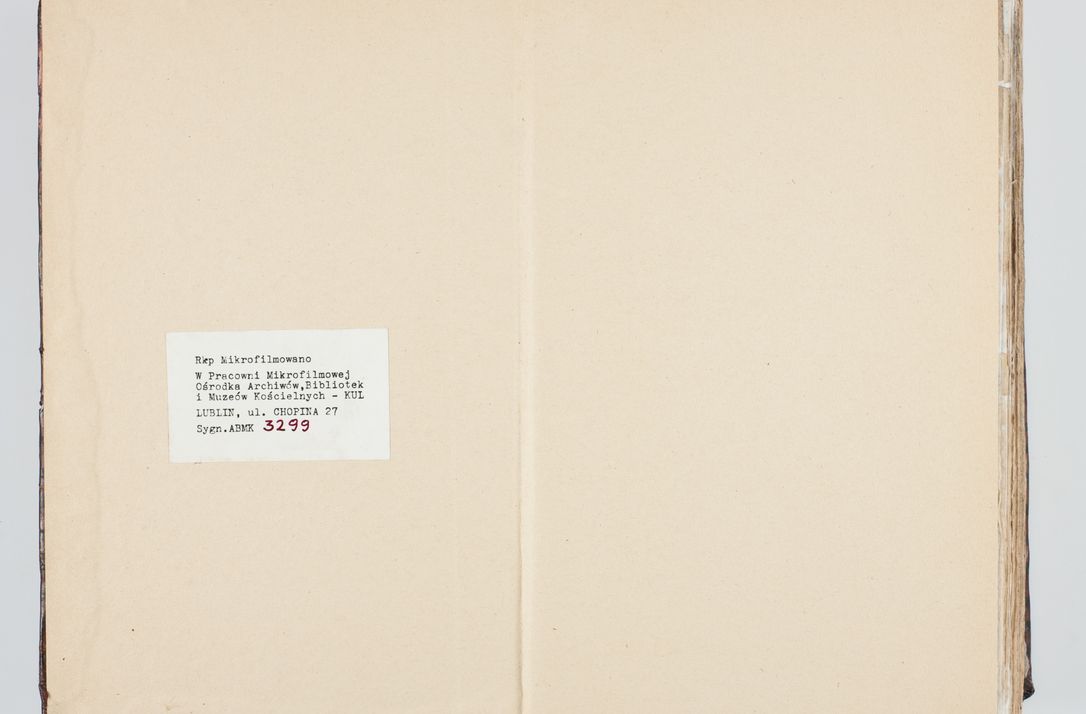 Rkp Mikrofilmowano
W Pracowni Mikrofilmowej
Ośrodka Archiwów,Bibliotek
i Muzeów Kościelnych - KUL
LUBLIN, ul. CHOPINA 27
Sygn.ABMK 3299